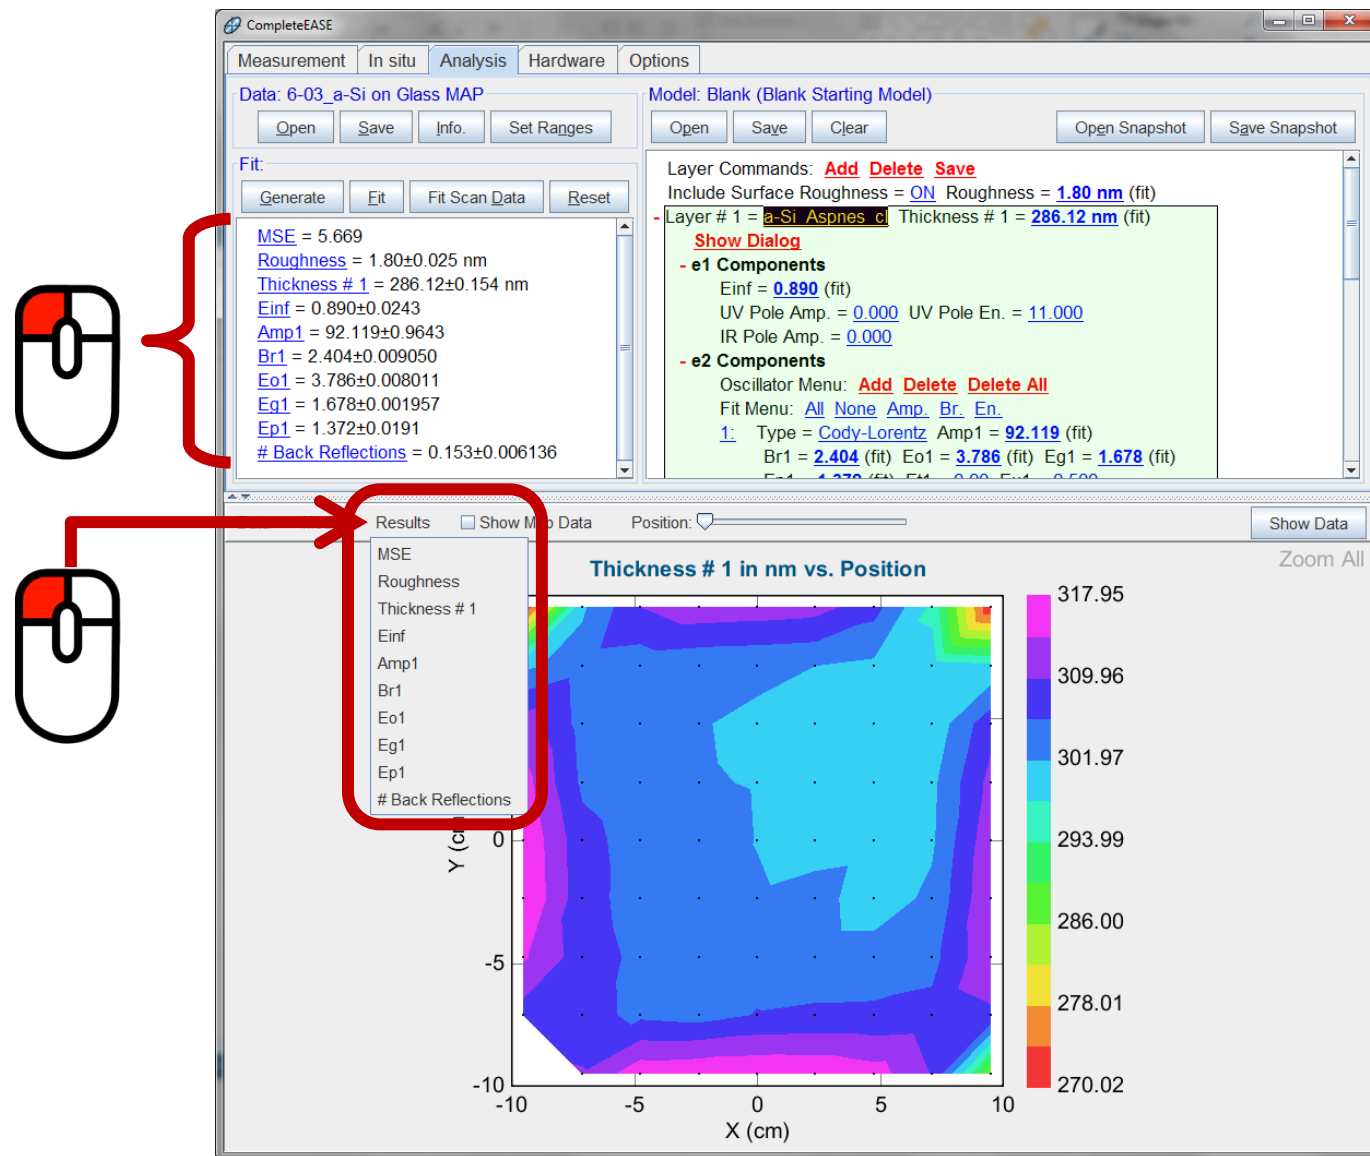 CompleteEASE
Measurement In situ Analysis Hardware Options
Data: 6-03_a-Si on Glass MAP
Open Save Info. Set Ranges
Fit:
Generate Fit Fit Scan Data Reset
MSE = 5.669
Roughness = 1.80±0.025 nm
Thickness # 1 = 286.12±0.154 nm
Einf = 0.890±0.0243
Amp1 = 92.119±0.9643
Br1 = 2.404±0.009050
Eo1 = 3.786±0.008011
Eg1 = 1.678±0.001957
Ep1 = 1.372±0.0191
# Back Reflections = 0.153±0.006136
Model: Blank (Blank Starting Model)
Open Save Clear Open Snapshot Save Snapshot
Layer Commands: Add Delete Save
Include Surface Roughness = ON Roughness = 1.80 nm (fit)
- Layer # 1 = a-Si_Aspnes_cl Thickness # 1 = 286.12 nm (fit)
Show Dialog
- e1 Components
Einf = 0.890 (fit)
UV Pole Amp. = 0.000 UV Pole En. = 11.000
IR Pole Amp. = 0.000
- e2 Components
Oscillator Menu: Add Delete Delete All
Fit Menu: All None Amp. Br. En.
1: Type = Cody-Lorentz Amp1 = 92.119 (fit)
Br1 = 2.404 (fit) Eo1 = 3.786 (fit) Eg1 = 1.678 (fit)
Results Show Data Position: Show Data
MSE
Roughness
Thickness # 1
Einf
Amp1
Br1
Eo1
Eg1
Ep1
# Back Reflections
Zoom All
Thickness # 1 in nm vs. Position
317.95
309.96
301.97
293.99
286.00
278.01
270.02
Y (cm)
0
-5
-10
-10 -5 0 5 10
X (cm)